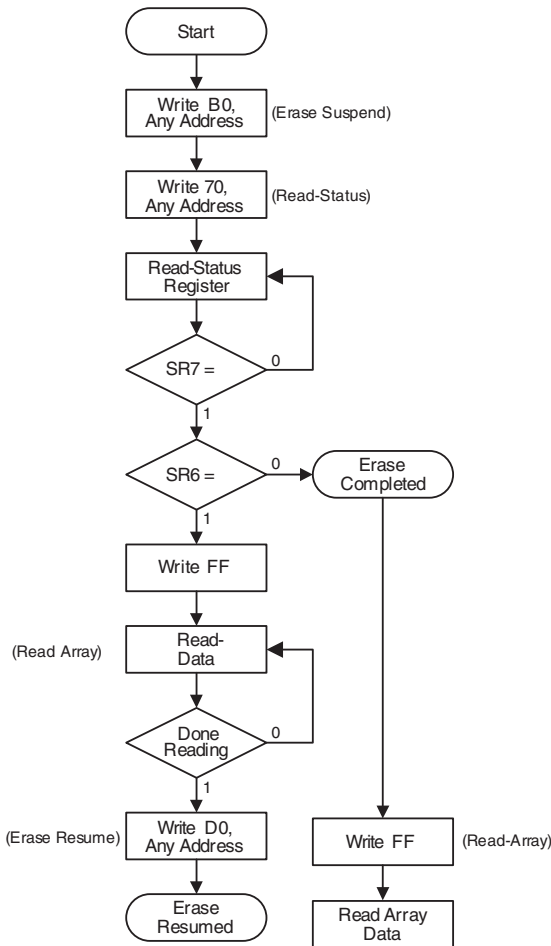 Start
Write B0,
Any Address
(Erase Suspend)
Write 70,
Any Address
(Read-Status)
Read-Status
Register
SR7 =
0
1
SR6 =
0
Erase
Completed
1
Write FF
(Read Array)
Read-
Data
Done
Reading
0
1
(Erase Resume)
Write D0,
Any Address
Write FF
(Read-Array)
Erase
Resumed
Read Array
Data